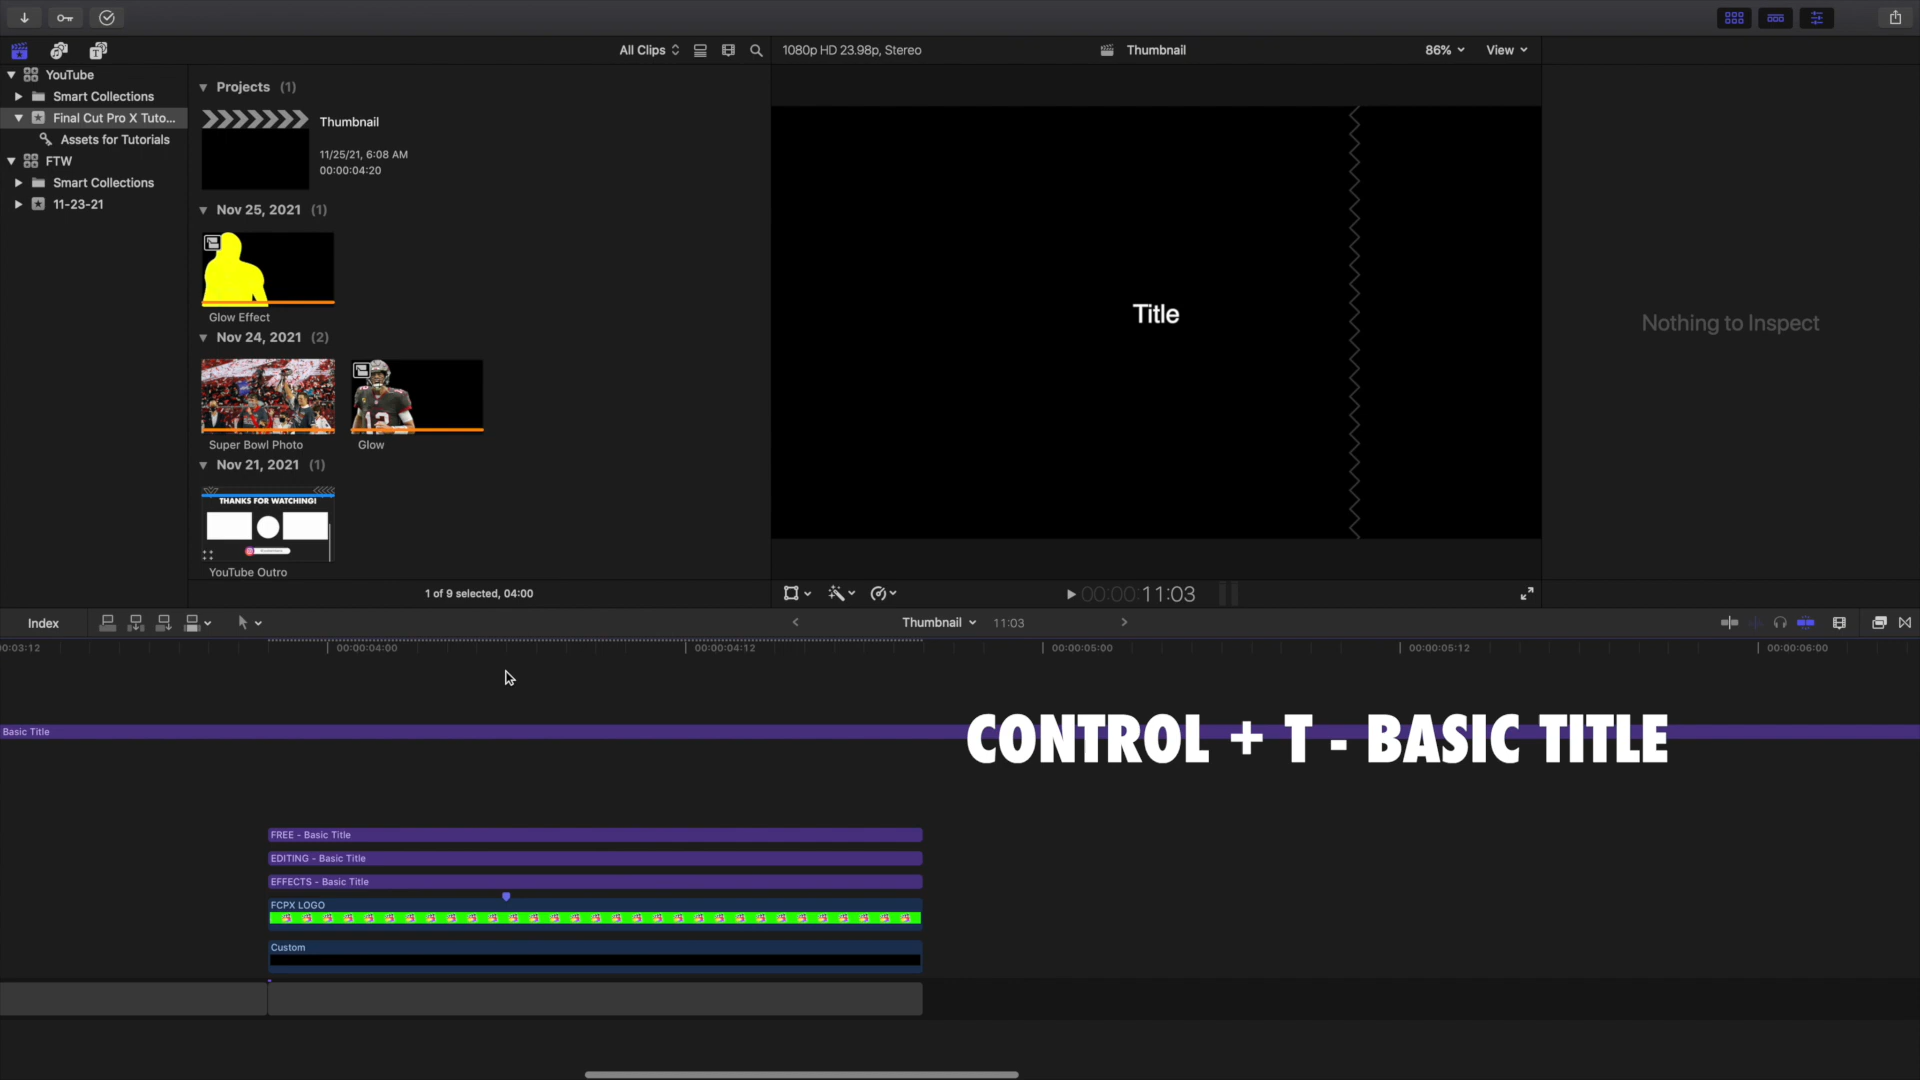 All Clips
1080p HD 23.98p, Stereo
Thumbnail
86%
View
YouTube
Smart Collections
Final Cut Pro X Tuto...
Assets for Tutorials
FTW
Smart Collections
11-23-21
Projects (1)
Thumbnail
11/25/21, 6:08 AM
00:00:04:20
Nov 25, 2021 (1)
Glow Effect
Nov 24, 2021 (2)
Super Bowl Photo
Glow
Nov 21, 2021 (1)
THANKS FOR WATCHING!
YouTube Outro
1 of 9 selected, 04:00
Title
Nothing to Inspect
00:00:11:03
Index
Thumbnail
11:03
00:03:12
00:00:04:00
00:00:04:12
00:00:05:00
00:00:05:12
00:00:06:00
Basic Title
CONTROL + T - BASIC TITLE
FREE - Basic Title
EDITING - Basic Title
EFFECTS - Basic Title
FCPX LOGO
Custom